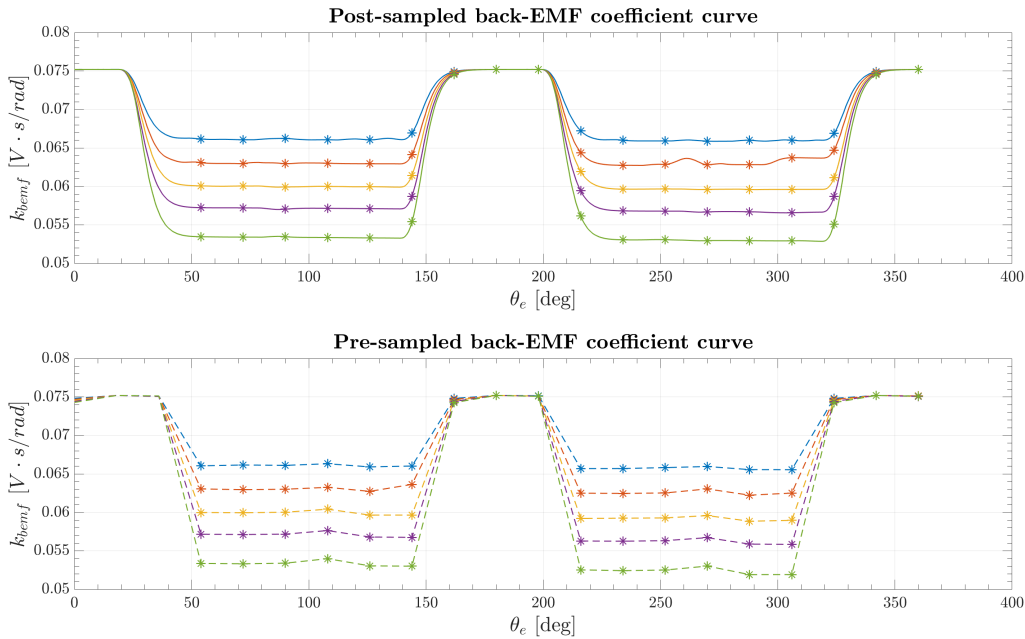 Post-sampled back-EMF coefficient curve
0.08
0.075
0.07
0.065
0.06
0.055
0.05
k_bemf [V · s/rad]
0 50 100 150 200 250 300 350 400
θ_e [deg]
Pre-sampled back-EMF coefficient curve
0.08
0.075
0.07
0.065
0.06
0.055
0.05
k_bemf [V · s/rad]
0 50 100 150 200 250 300 350 400
θ_e [deg]